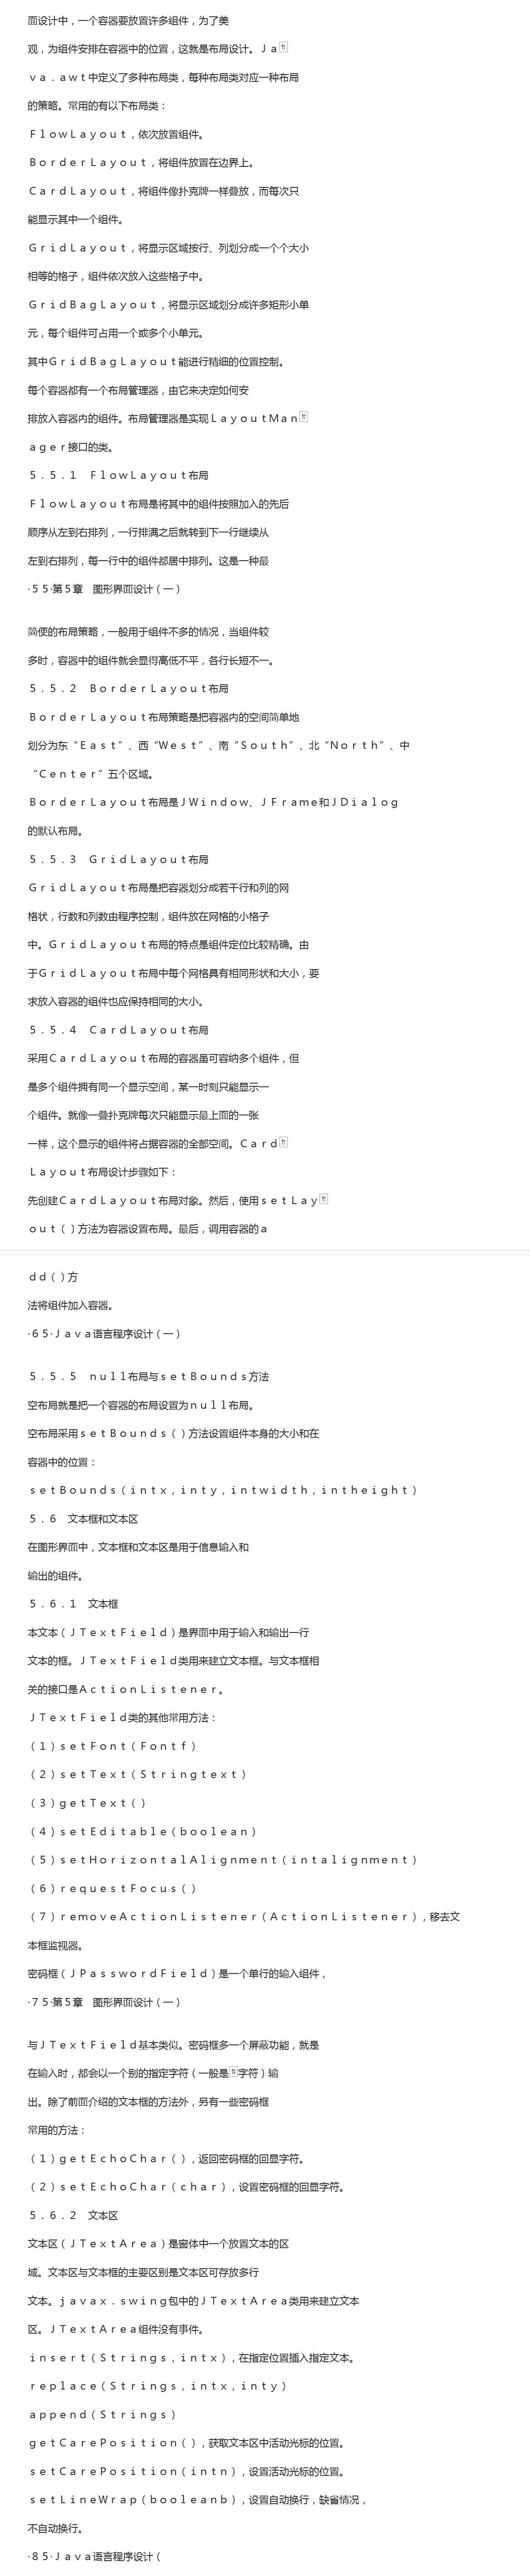 面设计中，一个容器要放置许多组件，为了美
观，为组件安排在容器中的位置，这就是布局设计。Ｊａ
ｖａ．ａｗｔ中定义了多种布局类，每种布局类对应一种布局
的策略。常用的有以下布局类：
ＦｌｏｗＬａｙｏｕｔ，依次放置组件。
ＢｏｒｄｅｒＬａｙｏｕｔ，将组件放置在边界上。
ＣａｒｄＬａｙｏｕｔ，将组件像扑克牌一样叠放，而每次只
能显示其中一个组件。
ＧｒｉｄＬａｙｏｕｔ，将显示区域按行、列划分成一个个大小
相等的格子，组件依次放入这些格子中。
ＧｒｉｄＢａｇＬａｙｏｕｔ，将显示区域划分成许多矩形小单
元，每个组件可占用一个或多个小单元。
其中ＧｒｉｄＢａｇＬａｙｏｕｔ能进行精细的位置控制。
每个容器都有一个布局管理器，由它来决定如何安
排放入容器内的组件。布局管理器是实现ＬａｙｏｕｔＭａｎ
ａｇｅｒ接口的类。
５．５．１　ＦｌｏｗＬａｙｏｕｔ布局
ＦｌｏｗＬａｙｏｕｔ布局是将其中的组件按照加入的先后
顺序从左到右排列，一行排满之后就转到下一行继续从
左到右排列，每一行中的组件都居中排列。这是一种最
·５５·第５章　图形界面设计（一）
简便的布局策略，一般用于组件不多的情况，当组件较
多时，容器中的组件就会显得高低不平，各行长短不一。
５．５．２　ＢｏｒｄｅｒＬａｙｏｕｔ布局
ＢｏｒｄｅｒＬａｙｏｕｔ布局策略是把容器内的空间简单地
划分为东“Ｅａｓｔ”、西“Ｗｅｓｔ”、南“Ｓｏｕｔｈ”、北“Ｎｏｒｔｈ”、中
“Ｃｅｎｔｅｒ”五个区域。
ＢｏｒｄｅｒＬａｙｏｕｔ布局是ＪＷｉｎｄｏｗ、ＪＦｒａｍｅ和ＪＤｉａｌｏｇ
的默认布局。
５．５．３　ＧｒｉｄＬａｙｏｕｔ布局
ＧｒｉｄＬａｙｏｕｔ布局是把容器划分成若干行和列的网
格状，行数和列数由程序控制，组件放在网格的小格子
中。ＧｒｉｄＬａｙｏｕｔ布局的特点是组件定位比较精确。由
于ＧｒｉｄＬａｙｏｕｔ布局中每个网格具有相同形状和大小，要
求放入容器的组件也应保持相同的大小。
５．５．４　ＣａｒｄＬａｙｏｕｔ布局
采用ＣａｒｄＬａｙｏｕｔ布局的容器虽可容纳多个组件，但
是多个组件拥有同一个显示空间，某一时刻只能显示一
个组件。就像一叠扑克牌每次只能显示最上面的一张
一样，这个显示的组件将占据容器的全部空间。Ｃａｒｄ
Ｌａｙｏｕｔ布局设计步骤如下：
先创建ＣａｒｄＬａｙｏｕｔ布局对象。然后，使用ｓｅｔＬａｙ
ｏｕｔ（）方法为容器设置布局。最后，调用容器的ａ
ｄｄ（）方
法将组件加入容器。
·６５·Ｊａｖａ语言程序设计（一）
５．５．５　ｎｕｌｌ布局与ｓｅｔＢｏｕｎｄｓ方法
空布局就是把一个容器的布局设置为ｎｕｌｌ布局。
空布局采用ｓｅｔＢｏｕｎｄｓ（）方法设置组件本身的大小和在
容器中的位置：
ｓｅｔＢｏｕｎｄｓ（ｉｎｔｘ，ｉｎｔｙ，ｉｎｔｗｉｄｔｈ，ｉｎｔｈｅｉｇｈｔ）
５．６　文本框和文本区
在图形界面中，文本框和文本区是用于信息输入和
输出的组件。
５．６．１　文本框
本文本（ＪＴｅｘｔＦｉｅｌｄ）是界面中用于输入和输出一行
文本的框。ＪＴｅｘｔＦｉｅｌｄ类用来建立文本框。与文本框相
关的接口是ＡｃｔｉｏｎＬｉｓｔｅｎｅｒ。
ＪＴｅｘｔＦｉｅｌｄ类的其他常用方法：
（１）ｓｅｔＦｏｎｔ（Ｆｏｎｔｆ）
（２）ｓｅｔＴｅｘｔ（Ｓｔｒｉｎｇｔｅｘｔ）
（３）ｇｅｔＴｅｘｔ（）
（４）ｓｅｔＥｄｉｔａｂｌｅ（ｂｏｏｌｅａｎ）
（５）ｓｅｔＨｏｒｉｚｏｎｔａｌＡｌｉｇｎｍｅｎｔ（ｉｎｔａｌｉｇｎｍｅｎｔ）
（６）ｒｅｑｕｅｓｔＦｏｃｕｓ（）
（７）ｒｅｍｏｖｅＡｃｔｉｏｎＬｉｓｔｅｎｅｒ（ＡｃｔｉｏｎＬｉｓｔｅｎｅｒ），移去文
本框监视器。
密码框（ＪＰａｓｓｗｏｒｄＦｉｅｌｄ）是一个单行的输入组件，
·７５·第５章　图形界面设计（一）
与ＪＴｅｘｔＦｉｅｌｄ基本类似。密码框多一个屏蔽功能，就是
在输入时，都会以一个别的指定字符（一般是字符）输
出。除了前面介绍的文本框的方法外，另有一些密码框
常用的方法：
（１）ｇｅｔＥｃｈｏＣｈａｒ（），返回密码框的回显字符。
（２）ｓｅｔＥｃｈｏＣｈａｒ（ｃｈａｒ），设置密码框的回显字符。
５．６．２　文本区
文本区（ＪＴｅｘｔＡｒｅａ）是窗体中一个放置文本的区
域。文本区与文本框的主要区别是文本区可存放多行
文本。ｊａｖａｘ．ｓｗｉｎｇ包中的ＪＴｅｘｔＡｒｅａ类用来建立文本
区。ＪＴｅｘｔＡｒｅａ组件没有事件。
ｉｎｓｅｒｔ（Ｓｔｒｉｎｇｓ，ｉｎｔｘ），在指定位置插入指定文本。
ｒｅｐｌａｃｅ（Ｓｔｒｉｎｇｓ，ｉｎｔｘ，ｉｎｔｙ）
ａｐｐｅｎｄ（Ｓｔｒｉｎｇｓ）
ｇｅｔＣａｒｅＰｏｓｉｔｉｏｎ（），获取文本区中活动光标的位置。
ｓｅｔＣａｒｅＰｏｓｉｔｉｏｎ（ｉｎｔｎ），设置活动光标的位置。
ｓｅｔＬｉｎｅＷｒａｐ（ｂｏｏｌｅａｎｂ），设置自动换行，缺省情况，
不自动换行。
·８５·Ｊａｖａ语言程序设计（